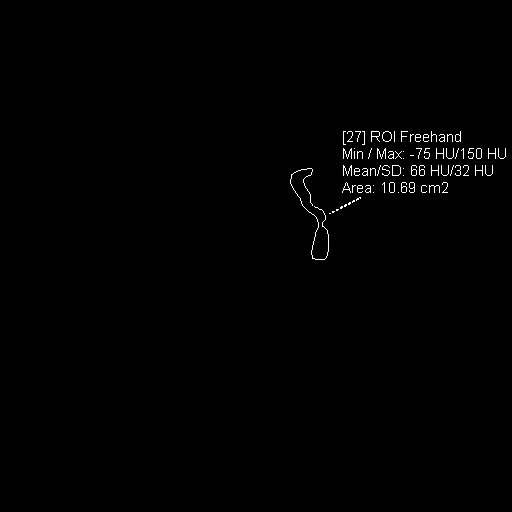 [27] ROI Freehand
Min / Max: -75 HU/150 HU
Mean/SD: 66 HU/32 HU
Area: 10.69 cm2